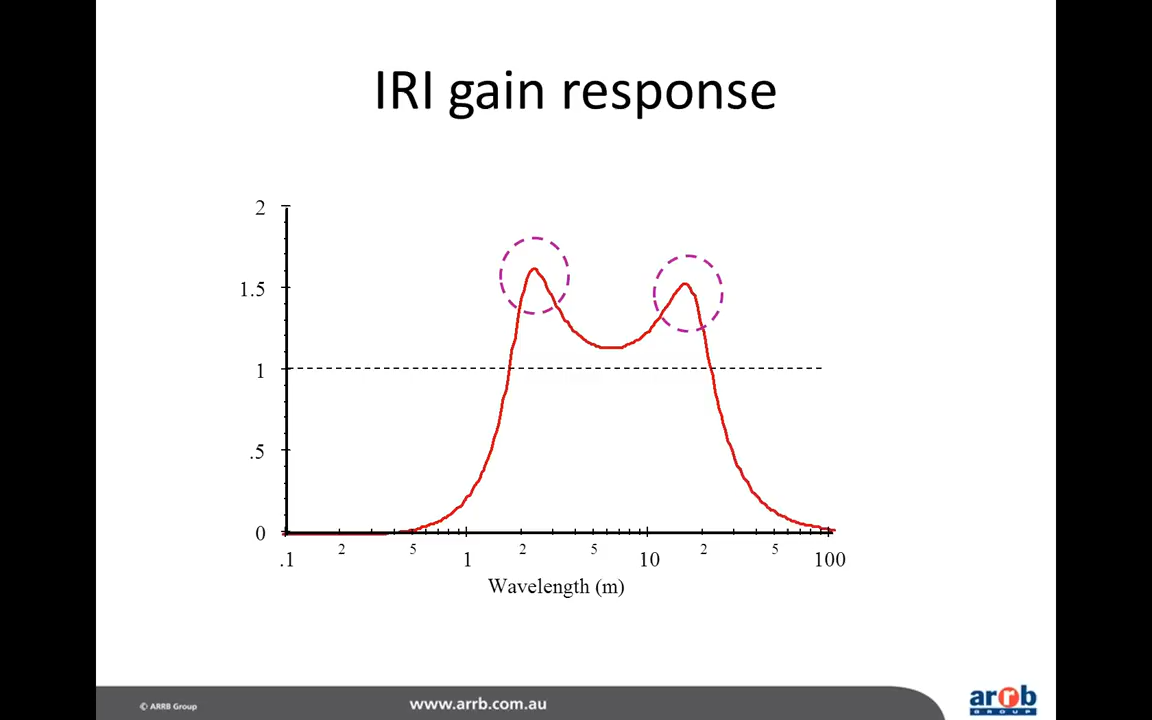 IRI gain response
2
1.5
1
.5
0
.1 2 5 1 2 5 10 2 5 100
Wavelength (m)
© ARRB Group
www.arrb.com.au
arrb
GROUP